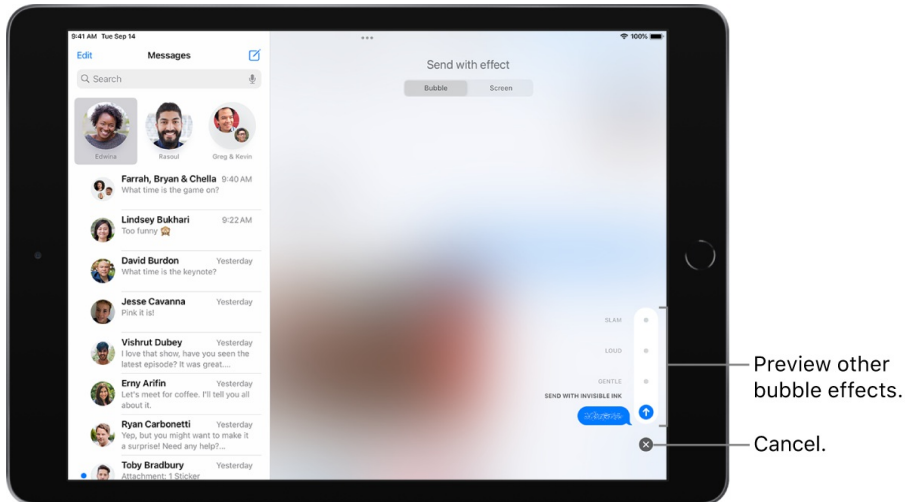 9:41 AM Tue Sep 14
100%
Edit
Messages
Search
Edwina
Rasoul
Greg & Kevin
Farrah, Bryan & Chella 9:40 AM
What time is the game on?
Lindsey Bukhari 9:22 AM
Too funny 🙈
David Burdon Yesterday
What time is the keynote?
Jesse Cavanna Yesterday
Pink it is!
Vishrut Dubey Yesterday
I love that show, have you seen the
latest episode? It was great....
Erny Arifin Yesterday
Let's meet for coffee. I'll tell you all
about it.
Ryan Carbonetti Yesterday
Yep, but you might want to make it
a surprise! Need any help?...
Toby Bradbury Yesterday
Attachment: 1 Sticker
Send with effect
Bubble
Screen
SLAM
LOUD
GENTLE
SEND WITH INVISIBLE INK
Preview other
bubble effects.
Cancel.